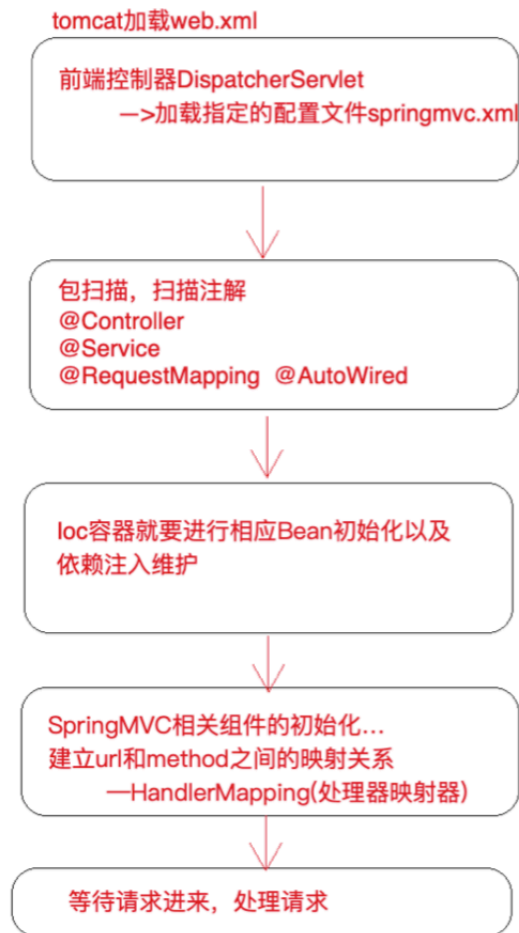 tomcat加载web.xml
前端控制器DispatcherServlet
—>加载指定的配置文件springmvc.xml
包扫描，扫描注解
@Controller
@Service
@RequestMapping @AutoWired
Ioc容器就要进行相应Bean初始化以及
依赖注入维护
SpringMVC相关组件的初始化...
建立url和method之间的映射关系
—HandlerMapping(处理器映射器）
等待请求进来，处理请求